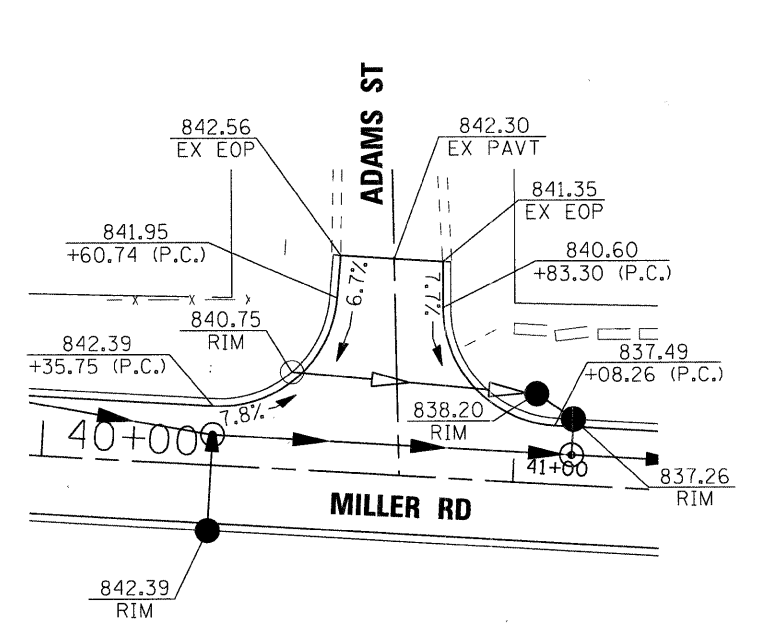 ADAMS ST
842.56
EX EOP
842.30
EX PAVT
841.35
EX EOP
841.95
+60.74 (P.C.)
840.60
+83.30 (P.C.)
6.7%
7.7%
840.75
RIM
842.39
+35.75 (P.C.)
837.49
+08.26 (P.C.)
7.8%
838.20
RIM
40+00
41+00
837.26
RIM
MILLER RD
842.39
RIM